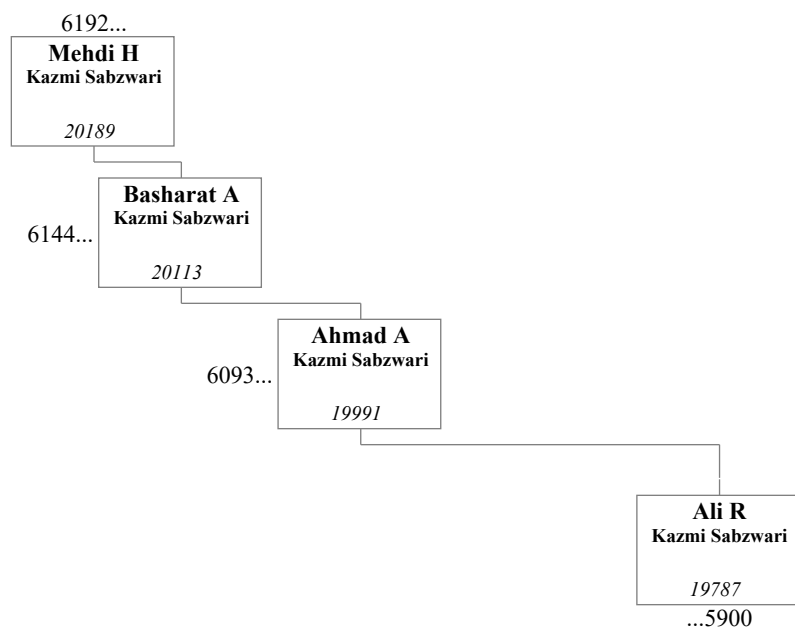 6192...
Mehdi H
Kazmi Sabzwari
20189
Basharat A
Kazmi Sabzwari
6144...
20113
Ahmad A
Kazmi Sabzwari
6093...
19991
Ali R
Kazmi Sabzwari
19787
...5900